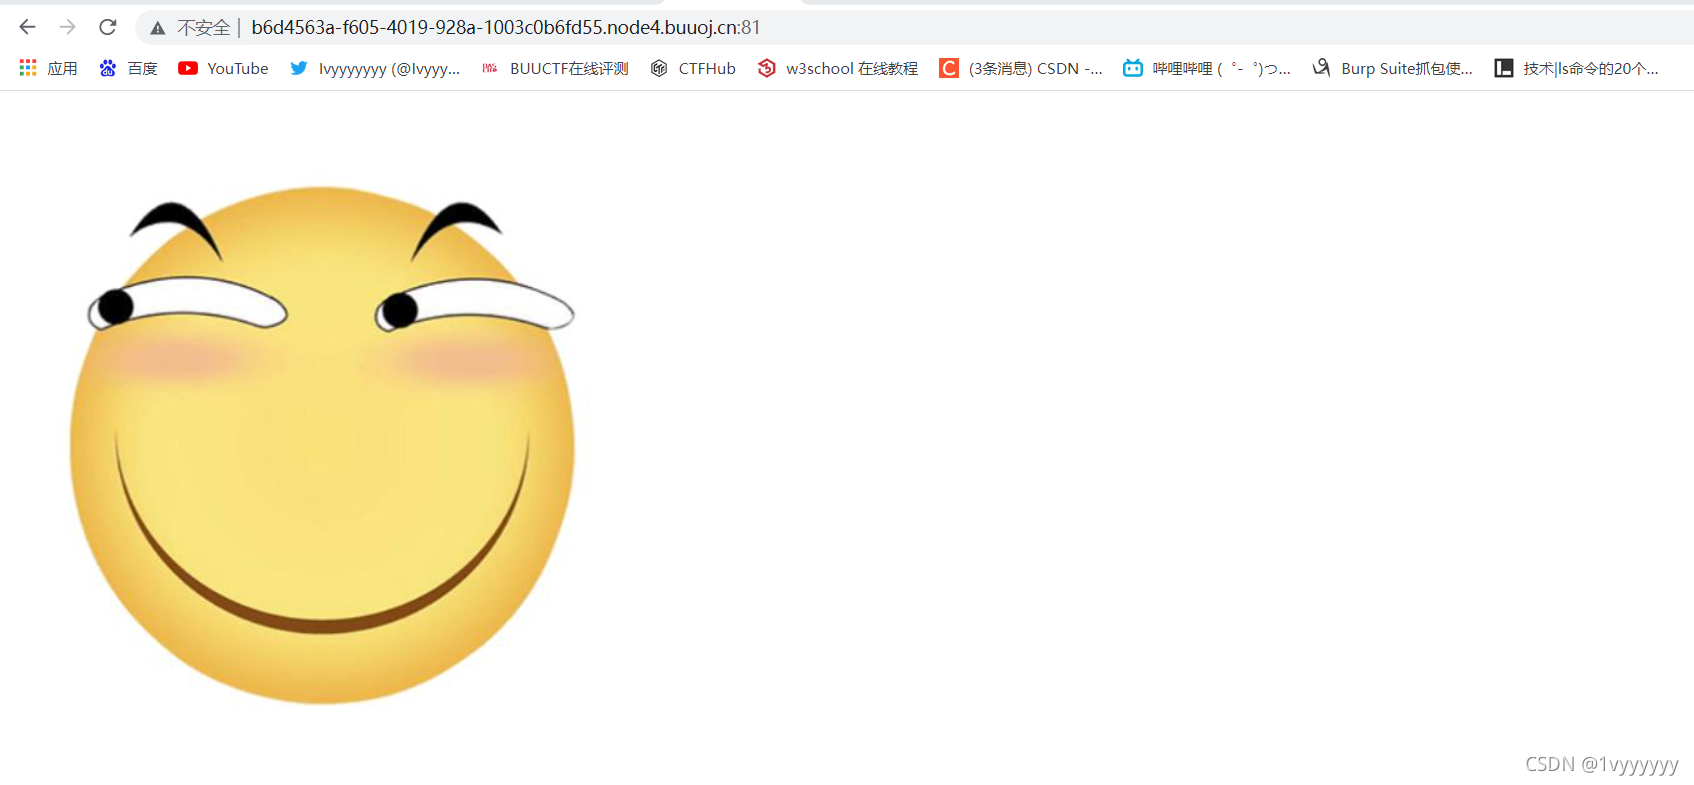 不安全 | b6d4563a-f605-4019-928a-1003c0b6fd55.node4.buuoj.cn:81
应用 百度 YouTube lvyyyyyyy (@lvyyy... BUUCTF在线评测 CTFHub w3school 在线教程 (3条消息) CSDN -... 哔哩哔哩 (゜-゜)つ... Burp Suite抓包使... 技术|ls命令的20个...
CSDN @1vyyyyyy